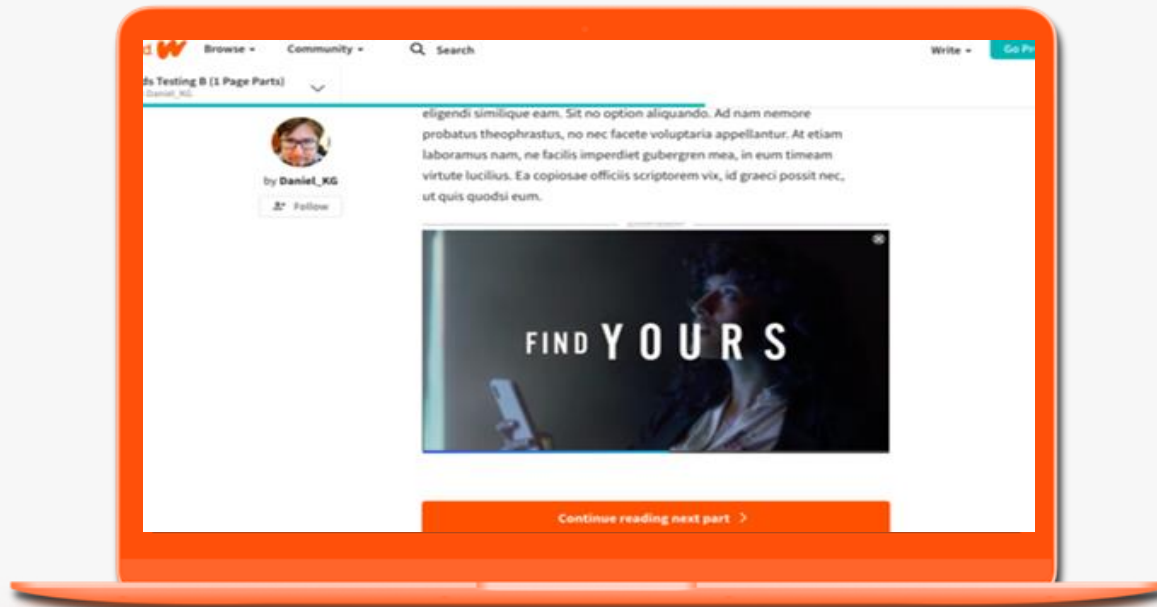 Browse
Community
Search
Write
Go Pr
ds Testing B (1 Page Parts)
Daniel_KG
eligendi similique eam. Sit no option aliquando. Ad nam nemore
probatus theophrastus, no nec facete voluptaria appellantur. At etiam
laboramus nam, ne facilis imperdiet gubergren mea, in eum timeam
virtute lucilius. Ea copiosae officiis scriptorem vix, id graeci possit nec,
ut quis quodsi eum.
by Daniel_KG
Follow
FIND YOURS
Continue reading next part >